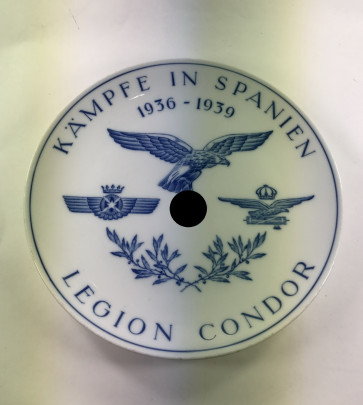 KÄMPFE IN SPANIEN
1936 - 1939
LEGION CONDOR